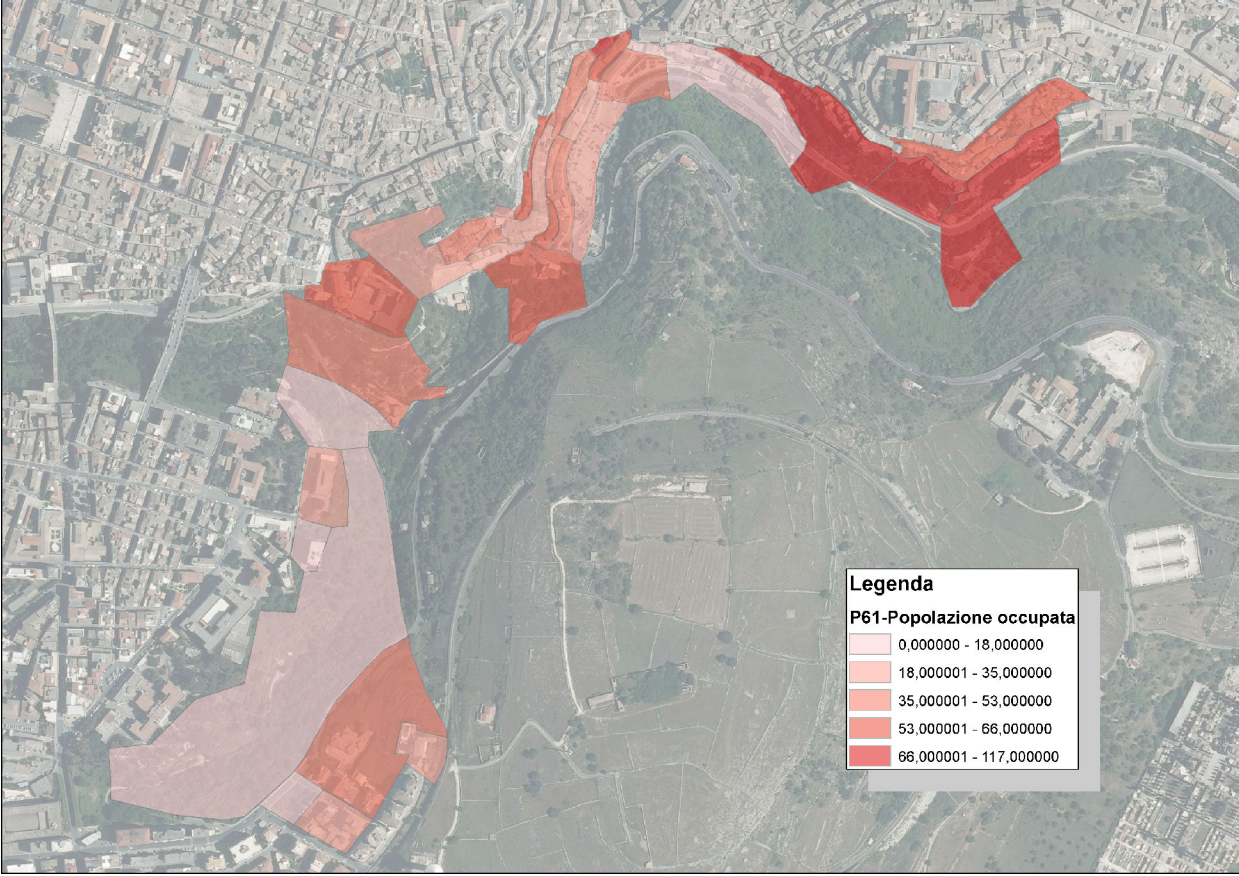 Legenda
P61-Popolazione occupata
0,000000 - 18,000000
18,000001 - 35,000000
35,000001 - 53,000000
53,000001 - 66,000000
66,000001 - 117,000000